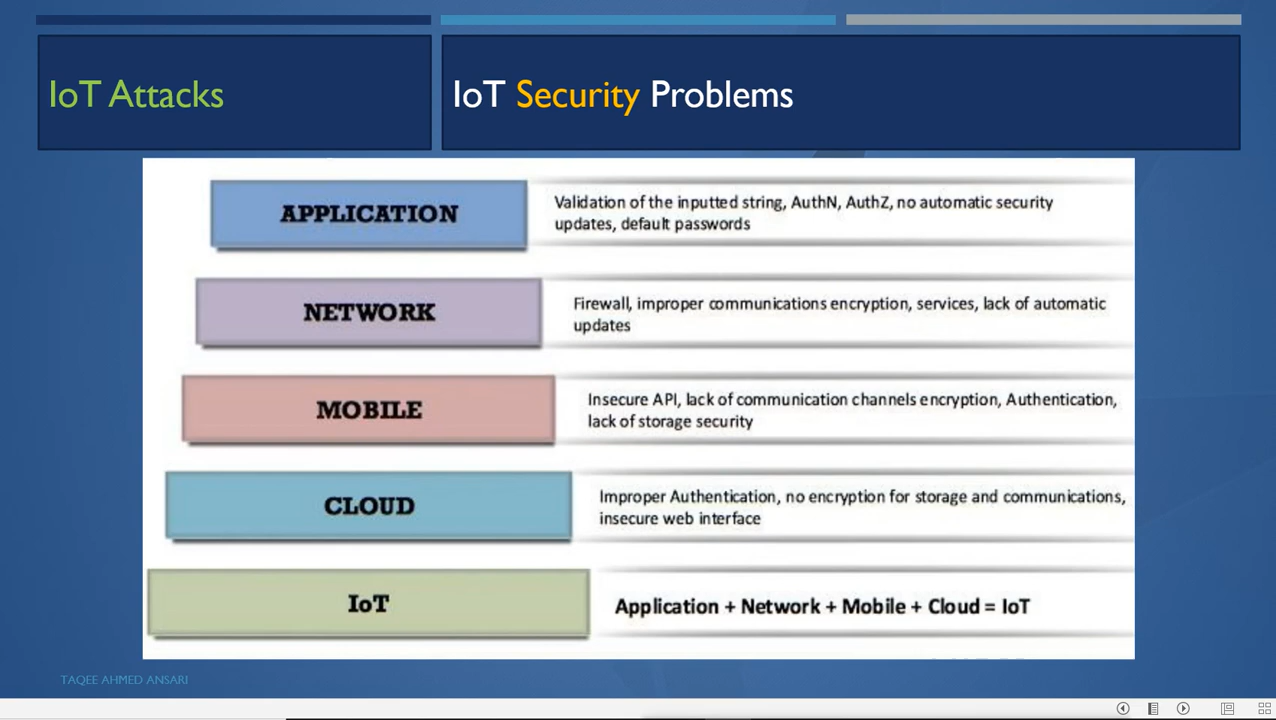 IoT Attacks
IoT Security Problems
APPLICATION
Validation of the inputted string, AuthN, AuthZ, no automatic security
updates, default passwords
NETWORK
Firewall, improper communications encryption, services, lack of automatic
updates
MOBILE
Insecure API, lack of communication channels encryption, Authentication,
lack of storage security
CLOUD
Improper Authentication, no encryption for storage and communications,
insecure web interface
IoT
Application + Network + Mobile + Cloud = IoT
TAQEE AHMED ANSARI